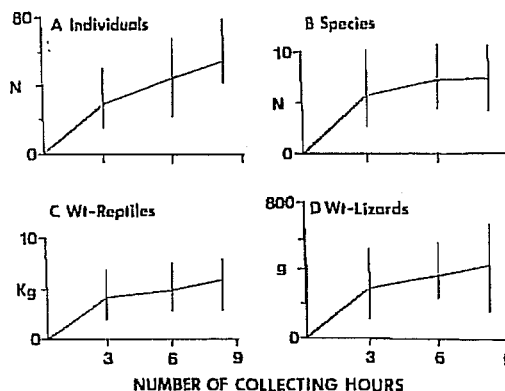 80
A Individuals
N
0
B Species
10
N
0
C Wt-Reptiles
10
Kg
0
3 6 9
D Wt-Lizards
800
g
0
3 6
NUMBER OF COLLECTING HOURS